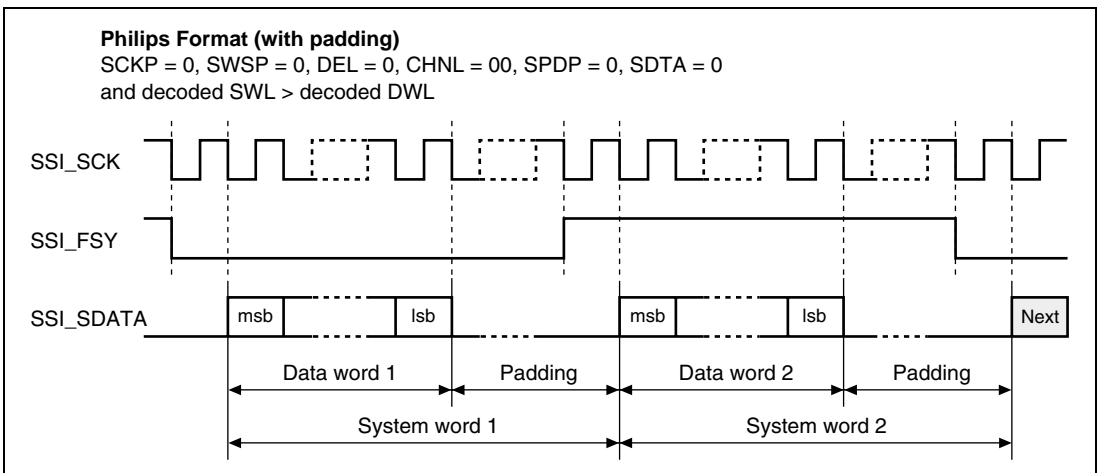 Philips Format (with padding)
SCKP = 0, SWSP = 0, DEL = 0, CHNL = 00, SPDP = 0, SDTA = 0
and decoded SWL > decoded DWL
SSI_SCK
SSI_FSY
SSI_SDATA
msb lsb msb lsb Next
Data word 1 Padding Data word 2 Padding
System word 1 System word 2